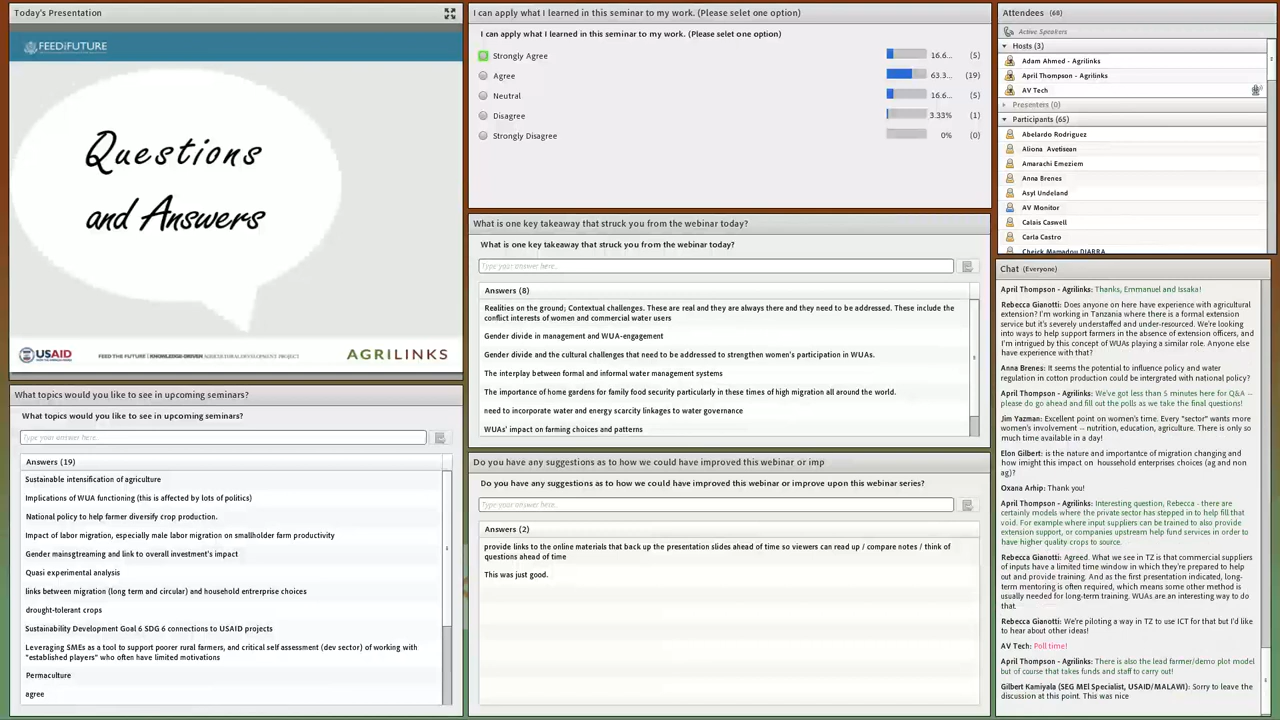 Today's Presentation
FEED the FUTURE
Questions
and Answers
USAID
FEED THE FUTURE KNOWLEDGE-DRIVEN AGRICULTURAL DEVELOPMENT PROJECT
AGRILINKS
What topics would you like to see in upcoming seminars?
What topics would you like to see in upcoming seminars?
Type your answer here.
Answers (19)
Sustainable intensification of agriculture
Implications of WUA functioning (this is affected by lots of politics)
National policy to help farmer diversify crop production.
Impact of labor migration, especially male labor migration on smallholder farm productivity
Gender mainsgtreaming and link to overall investment's impact
Quasi experimental analysis
links between migration (long term and circular) and household entrerprise choices
drought-tolerant crops
Sustainability Development Goal 6 SDG 6 connections to USAID projects
Leveraging SMEs as a tool to support poorer rural farmers, and critical self assessment (dev sector) of working with
"established players" who often have limited motivations
Permaculture
agree
I can apply what I learned in this seminar to my work. (Please selet one option)
I can apply what I learned in this seminar to my work. (Please selet one option)
Strongly Agree 16.6... (5)
Agree 63.3... (19)
Neutral 16.6... (5)
Disagree 3.33% (1)
Strongly Disagree 0% (0)
What is one key takeaway that struck you from the webinar today?
What is one key takeaway that struck you from the webinar today?
Type your answer here.
Answers (8)
Realities on the ground; Contextual challenges. These are real and they are always there and they need to be addressed. These include the
conflict interests of women and commercial water users
Gender divide in management and WUA-engagement
Gender divide and the cultural challenges that need to be addressed to strengthen women's participation in WUAs.
The interplay between formal and informal water management systems
The importance of home gardens for family food security particularly in these times of high migration all around the world.
need to incorporate water and energy scarcity linkages to water governance
WUAs' impact on farming choices and patterns
Do you have any suggestions as to how we could have improved this webinar or imp
Do you have any suggestions as to how we could have improved this webinar or improve upon this webinar series?
Type your answer here.
Answers (2)
provide links to the online materials that back up the presentation slides ahead of time so viewers can read up / compare notes / think of
questions ahead of time
This was just good.
Attendees (68)
Active Speakers
Hosts (3)
Adam Ahmed - Agrilinks
April Thompson - Agrilinks
AV Tech
Presenters (0)
Participants (65)
Abelardo Rodriguez
Aliona Avetisean
Amarachi Emeziem
Anna Brenes
Asyl Undeland
AV Monitor
Calais Caswell
Carla Castro
Cheick Mamadou DIARRA
Chat (Everyone)
April Thompson - Agrilinks: Thanks, Emmanuel and Issaka!
Rebecca Gianotti: Does anyone on here have experience with agricultural
extension? I'm working in Tanzania where there is a formal extension
service but it's severely understaffed and under-resourced. We're looking
into ways to help support farmers in the absence of extension officers, and
I'm intrigued by this concept of WUAs playing a similar role. Anyone else
have experience with that?
Anna Brenes: It seems the potential to influence policy and water
regulation in cotton production could be intergrated with national policy?
April Thompson - Agrilinks: We've got less than 5 minutes here for Q&A --
please do go ahead and fill out the polls as we take the final questions!
Jim Yazman: Excellent point on women's time. Every "sector" wants more
women's involvement -- nutrition, education, agriculture. There is only so
much time available in a day!
Elon Gilbert: is the nature and importantce of migration changing and
how imight this impact on househeld enterprises choices (ag and non
ag)?
Oxana Arhip: Thank you!
April Thompson - Agrilinks: Interesting question, Rebecca - there are
certainly models where the private sector has stepped in to help fill that
void. For example where input suppliers can be trained to also provide
extension support, or companies upstream help fund services in order to
have higher quality crops to source.
Rebecca Gianotti: Agreed. What we see in TZ is that commercial suppliers
of inputs have a limited time window in which they're prepared to help
out and provide training. And as the first presentation indicated, long-
term mentoring is often required, which means some other method is
usually needed for long-term training. WUAs are an interesting way to do
that.
Rebecca Gianotti: We're piloting a way in TZ to use ICT for that but I'd like
to hear about other ideas!
AV Tech: Poll time!
April Thompson - Agrilinks: There is also the lead farmer/demo plot model
but of course that takes funds and staff to carry out!
Gilbert Kamiyala (SEG MEl Specialist, USAID/MALAWI): Sorry to leave the
discussion at this point. This was nice